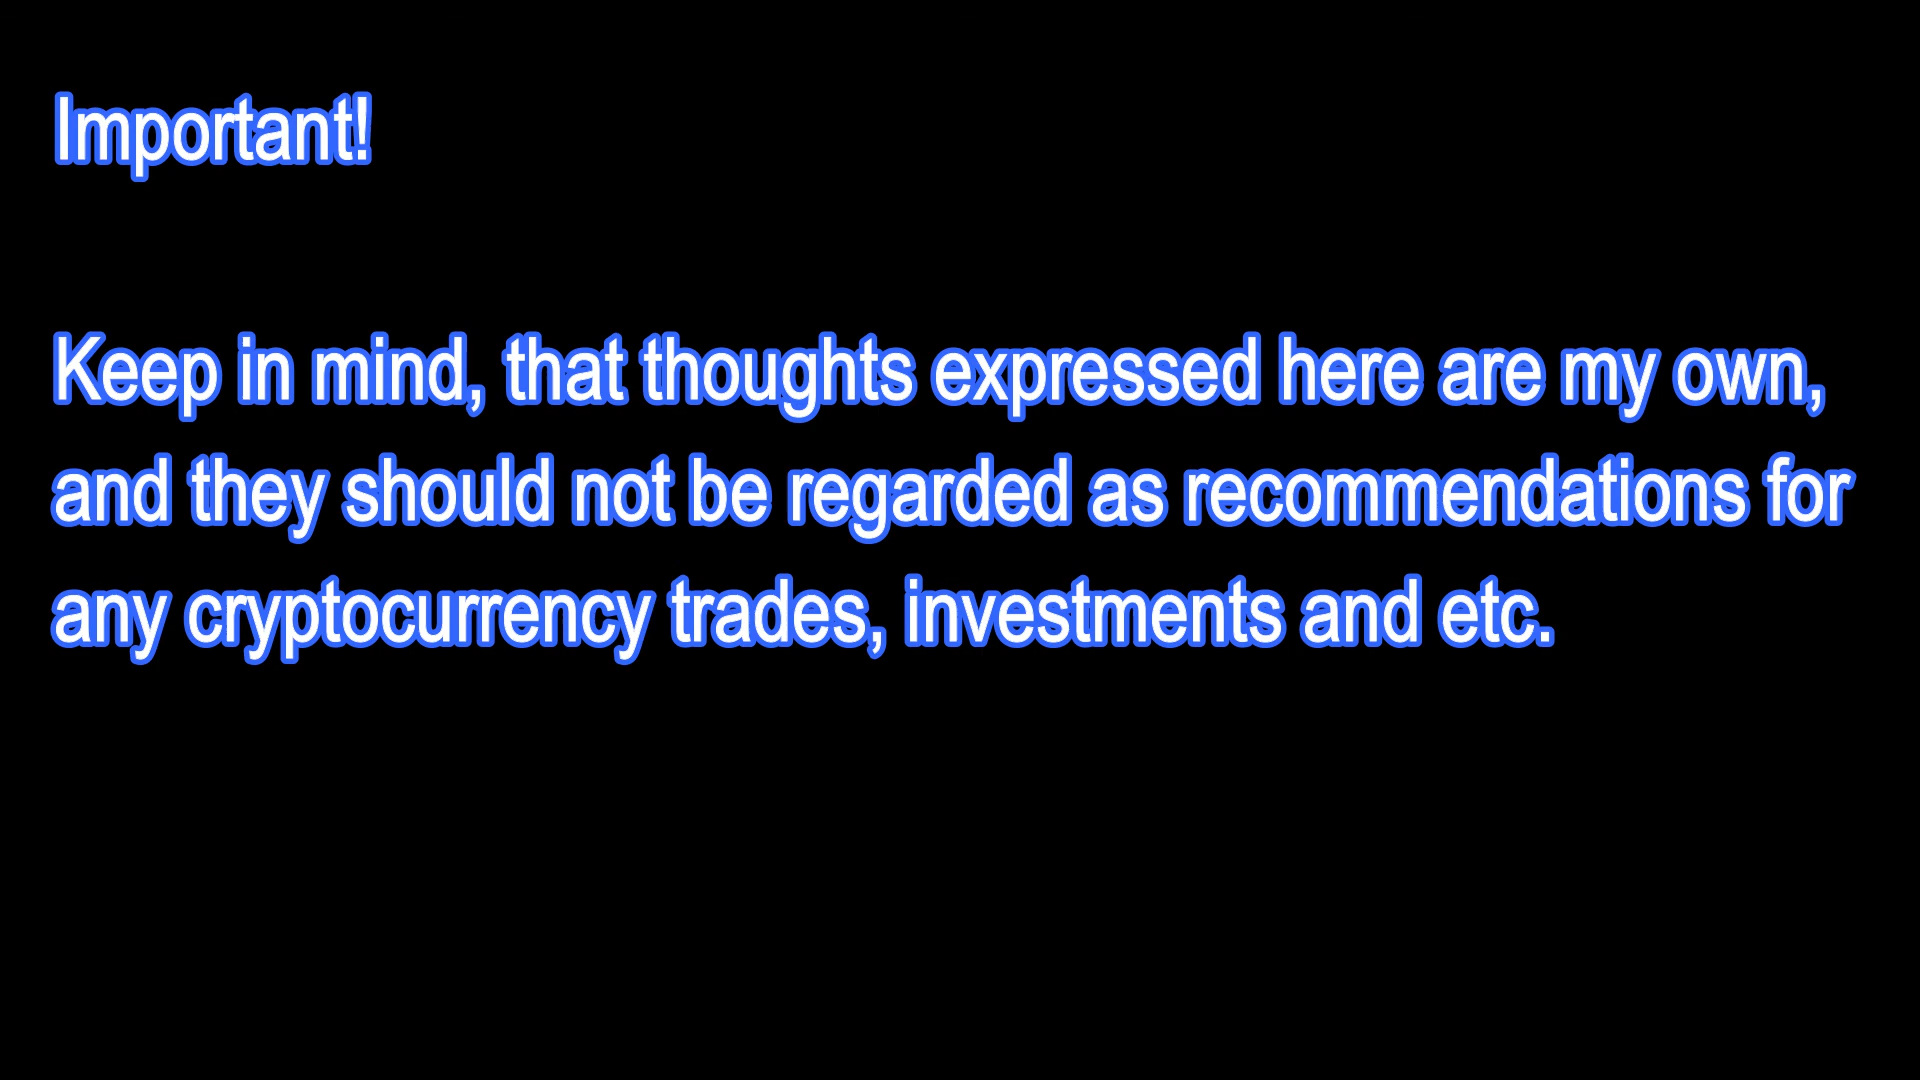 Important!
Keep in mind, that thoughts expressed here are my own,
and they should not be regarded as recommendations for
any cryptocurrency trades, investments and etc.